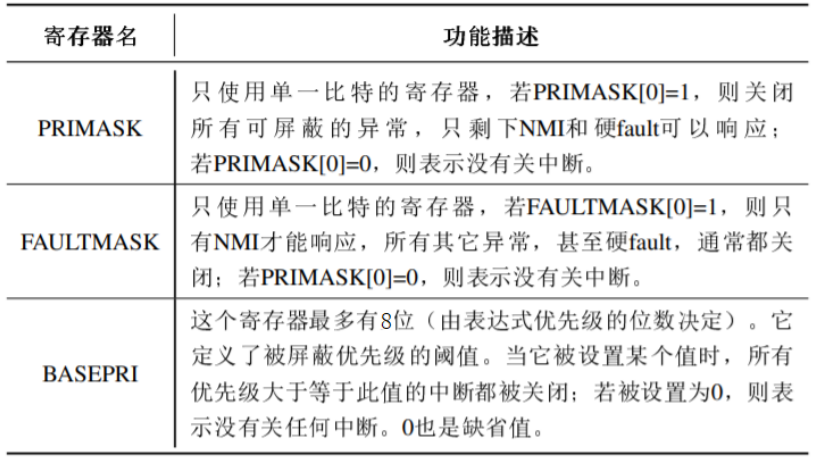 寄存器名 功能描述
只使用单一比特的寄存器，若PRIMASK[0]=1，则关闭
PRIMASK 所有可屏蔽的异常，只剩下NMI和硬fault可以响应；
若PRIMASK[0]=0，则表示没有关中断。
只使用单一比特的寄存器，若FAULTMASK[0]=1，则只
FAULTMASK 有NMI才能响应，所有其它异常，甚至硬fault，通常都关
闭；若PRIMASK[0]=0，则表示没有关中断。
这个寄存器最多有8位（由表达式优先级的位数决定）。它
定义了被屏蔽优先级的阈值。当它被设置某个值时，所有
BASEPRI 优先级大于等于此值的中断都被关闭；若被设置为0，则表
示没有关任何中断。0也是缺省值。